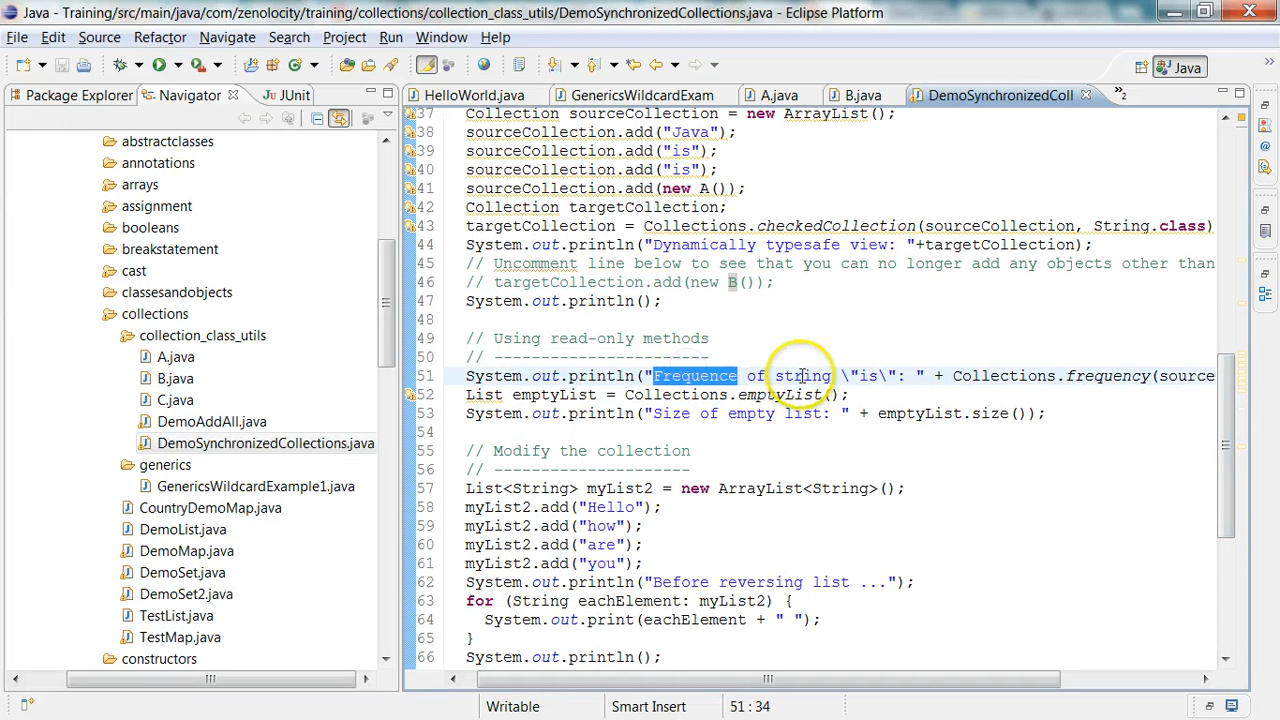 Java - Training/src/main/java/com/zenolocity/training/collections/collection_class_utils/DemoSynchronizedCollections.java - Eclipse Platform
File Edit Source Refactor Navigate Search Project Run Window Help
Java
Package Explorer Navigator JUnit
HelloWorld.java GenericsWildcardExam A.java B.java DemoSynchronizedColl »2
abstractclasses
annotations
arrays
assignment
booleans
breakstatement
cast
classesandobjects
collections
collection_class_utils
A.java
B.java
C.java
DemoAddAll.java
DemoSynchronizedCollections.java
generics
GenericsWildcardExample1.java
CountryDemoMap.java
DemoList.java
DemoMap.java
DemoSet.java
DemoSet2.java
TestList.java
TestMap.java
constructors
37 Collection sourceCollection = new ArrayList();
38 sourceCollection.add("Java");
39 sourceCollection.add("is");
40 sourceCollection.add("is");
41 sourceCollection.add(new A());
42 Collection targetCollection;
43 targetCollection = Collections.checkedCollection(sourceCollection, String.class)
44 System.out.println("Dynamically typesafe view: "+targetCollection);
45 // Uncomment line below to see that you can no longer add any objects other than
46 // targetCollection.add(new B());
47 System.out.println();
48
49 // Using read-only methods
50 // -----------------------
51 System.out.println("Frequence of string \"is\": " + Collections.frequency(source
52 List emptyList = Collections.emptyList();
53 System.out.println("Size of empty list: " + emptyList.size());
54
55 // Modify the collection
56 // ---------------------
57 List<String> myList2 = new ArrayList<String>();
58 myList2.add("Hello");
59 myList2.add("how");
60 myList2.add("are");
61 myList2.add("you");
62 System.out.println("Before reversing list ...");
63 for (String eachElement: myList2) {
64 System.out.print(eachElement + " ");
65 }
66 System.out.println();
Writable Smart Insert 51 : 34